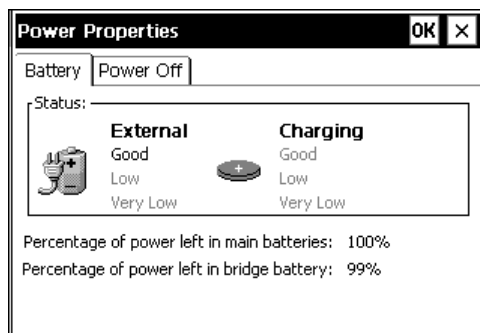 Power Properties OK ×
Battery Power Off
Status:
External Charging
Good Good
Low Low
Very Low Very Low
Percentage of power left in main batteries: 100%
Percentage of power left in bridge battery: 99%